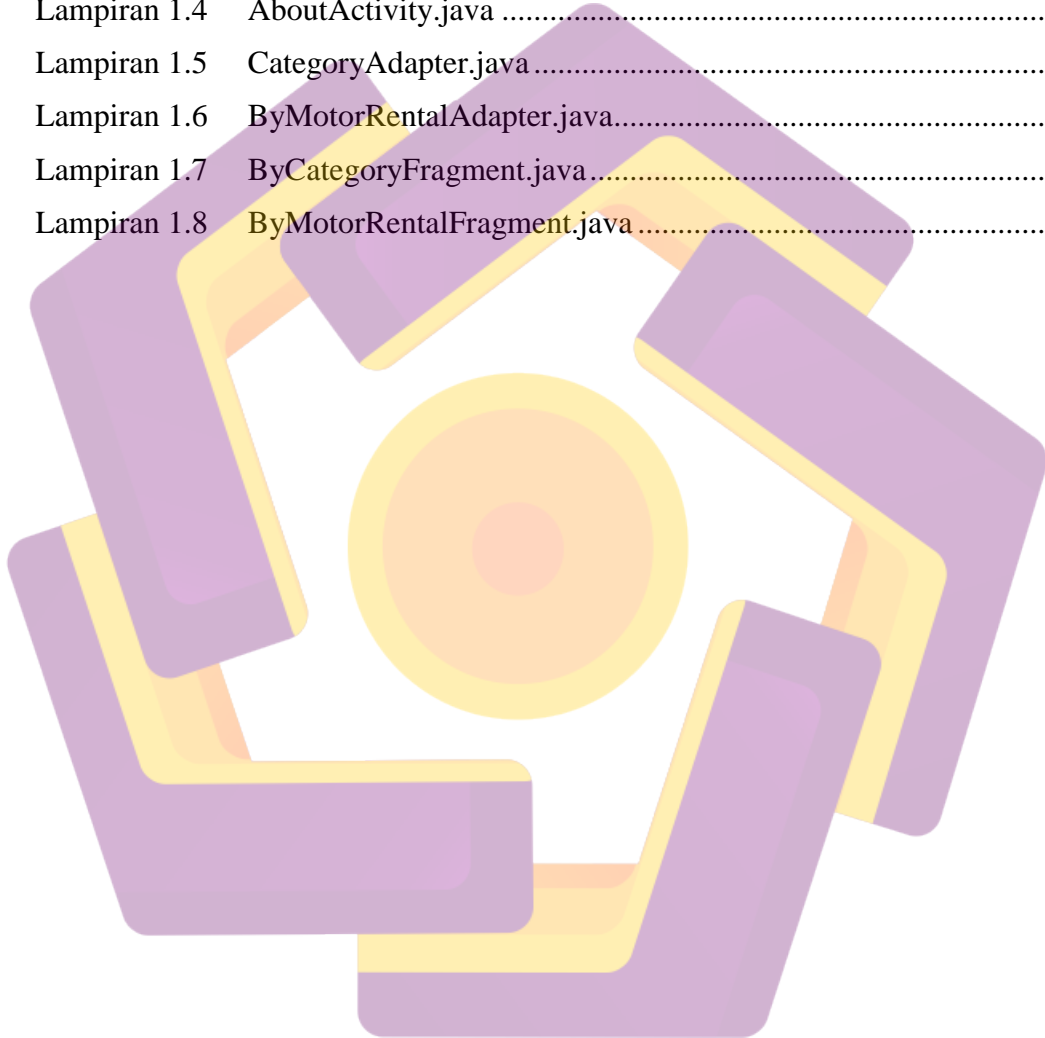 Lampiran 1.4 AboutActivity.java ......................................................................
Lampiran 1.5 CategoryAdapter.java ..................................................................
Lampiran 1.6 ByMotorRentalAdapter.java.......................................................
Lampiran 1.7 ByCategoryFragment.java ..........................................................
Lampiran 1.8 ByMotorRentalFragment.java ....................................................